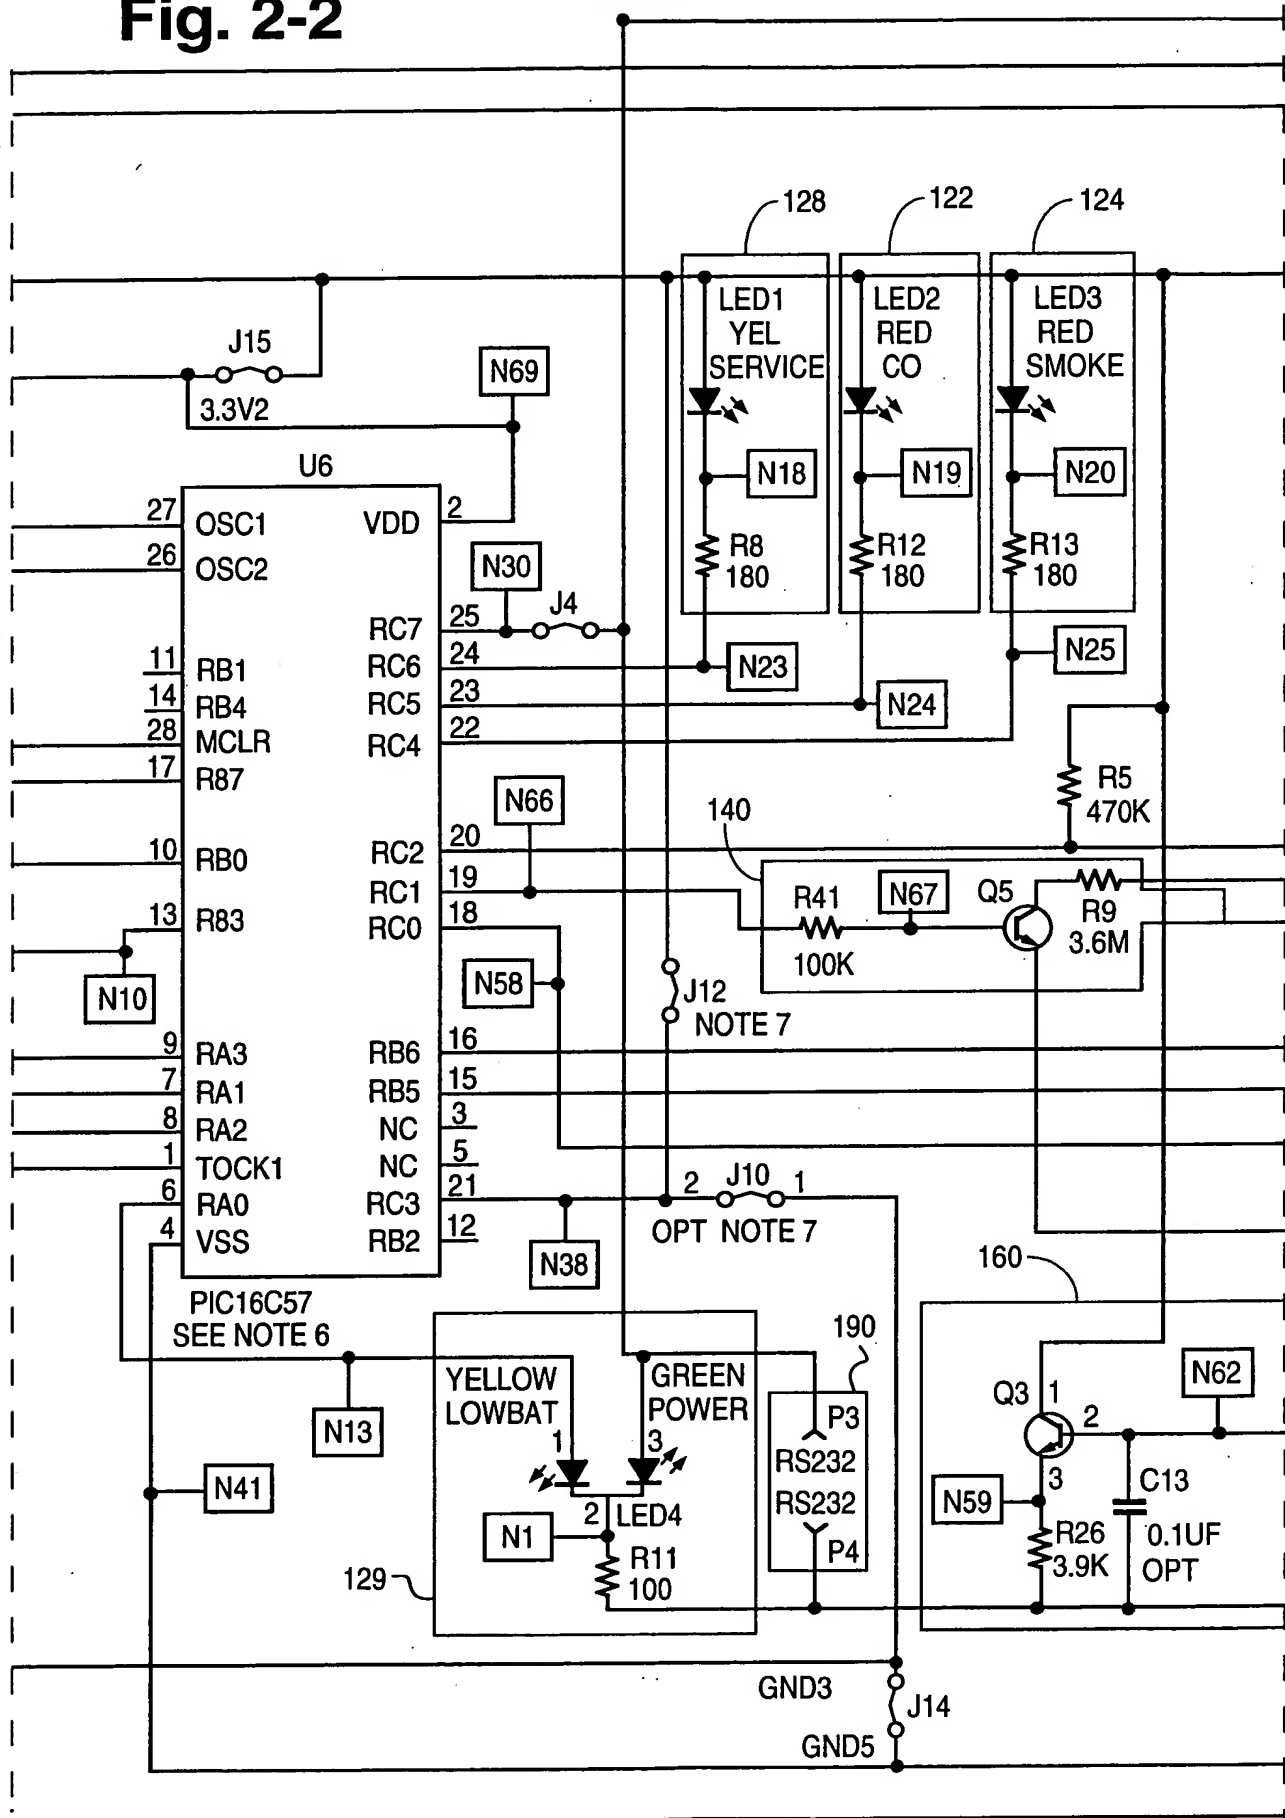 Fig. 2-2
128
122
124
LED1
YEL
SERVICE
LED2
RED
CO
LED3
RED
SMOKE
J15
3.3V2
N69
N18
N19
N20
U6
27 OSC1
VDD 2
26 OSC2
R8
180
R12
180
R13
180
N30
J4
RC7 25
11 RB1
RC6 24
N23
N25
14 RB4
RC5 23
N24
28 MCLR
RC4 22
17 R87
R5
470K
N66
140
10 RB0
RC2 20
RC1 19
13 R83
RC0 18
R41
100K
N67
Q5
R9
3.6M
N10
N58
J12
NOTE 7
9 RA3
RB6 16
7 RA1
RB5 15
8 RA2
NC 3
1 TOCK1
NC 5
6 RA0
RC3 21
2 J10 1
OPT NOTE 7
4 VSS
RB2 12
N38
160
PIC16C57
SEE NOTE 6
190
YELLOW
LOWBAT
GREEN
POWER
N13
1
3
P3
RS232
RS232
P4
Q3
1
2
3
N62
N41
2 LED4
N1
R11
100
129
N59
R26
3.9K
C13
0.1UF
OPT
GND3
J14
GND5